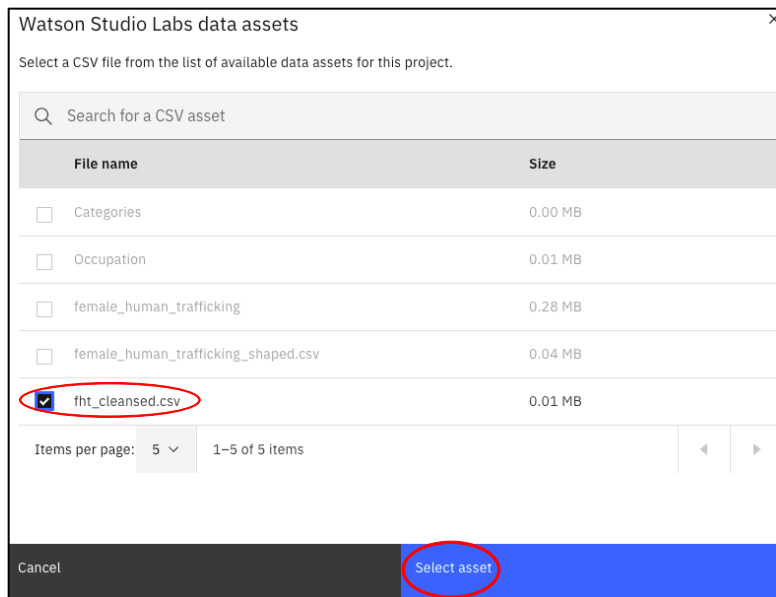 Watson Studio Labs data assets
Select a CSV file from the list of available data assets for this project.
Search for a CSV asset
File name Size
Categories 0.00 MB
Occupation 0.01 MB
female_human_trafficking 0.28 MB
female_human_trafficking_shaped.csv 0.04 MB
fht_cleansed.csv 0.01 MB
Items per page: 5 1–5 of 5 items
Cancel Select asset